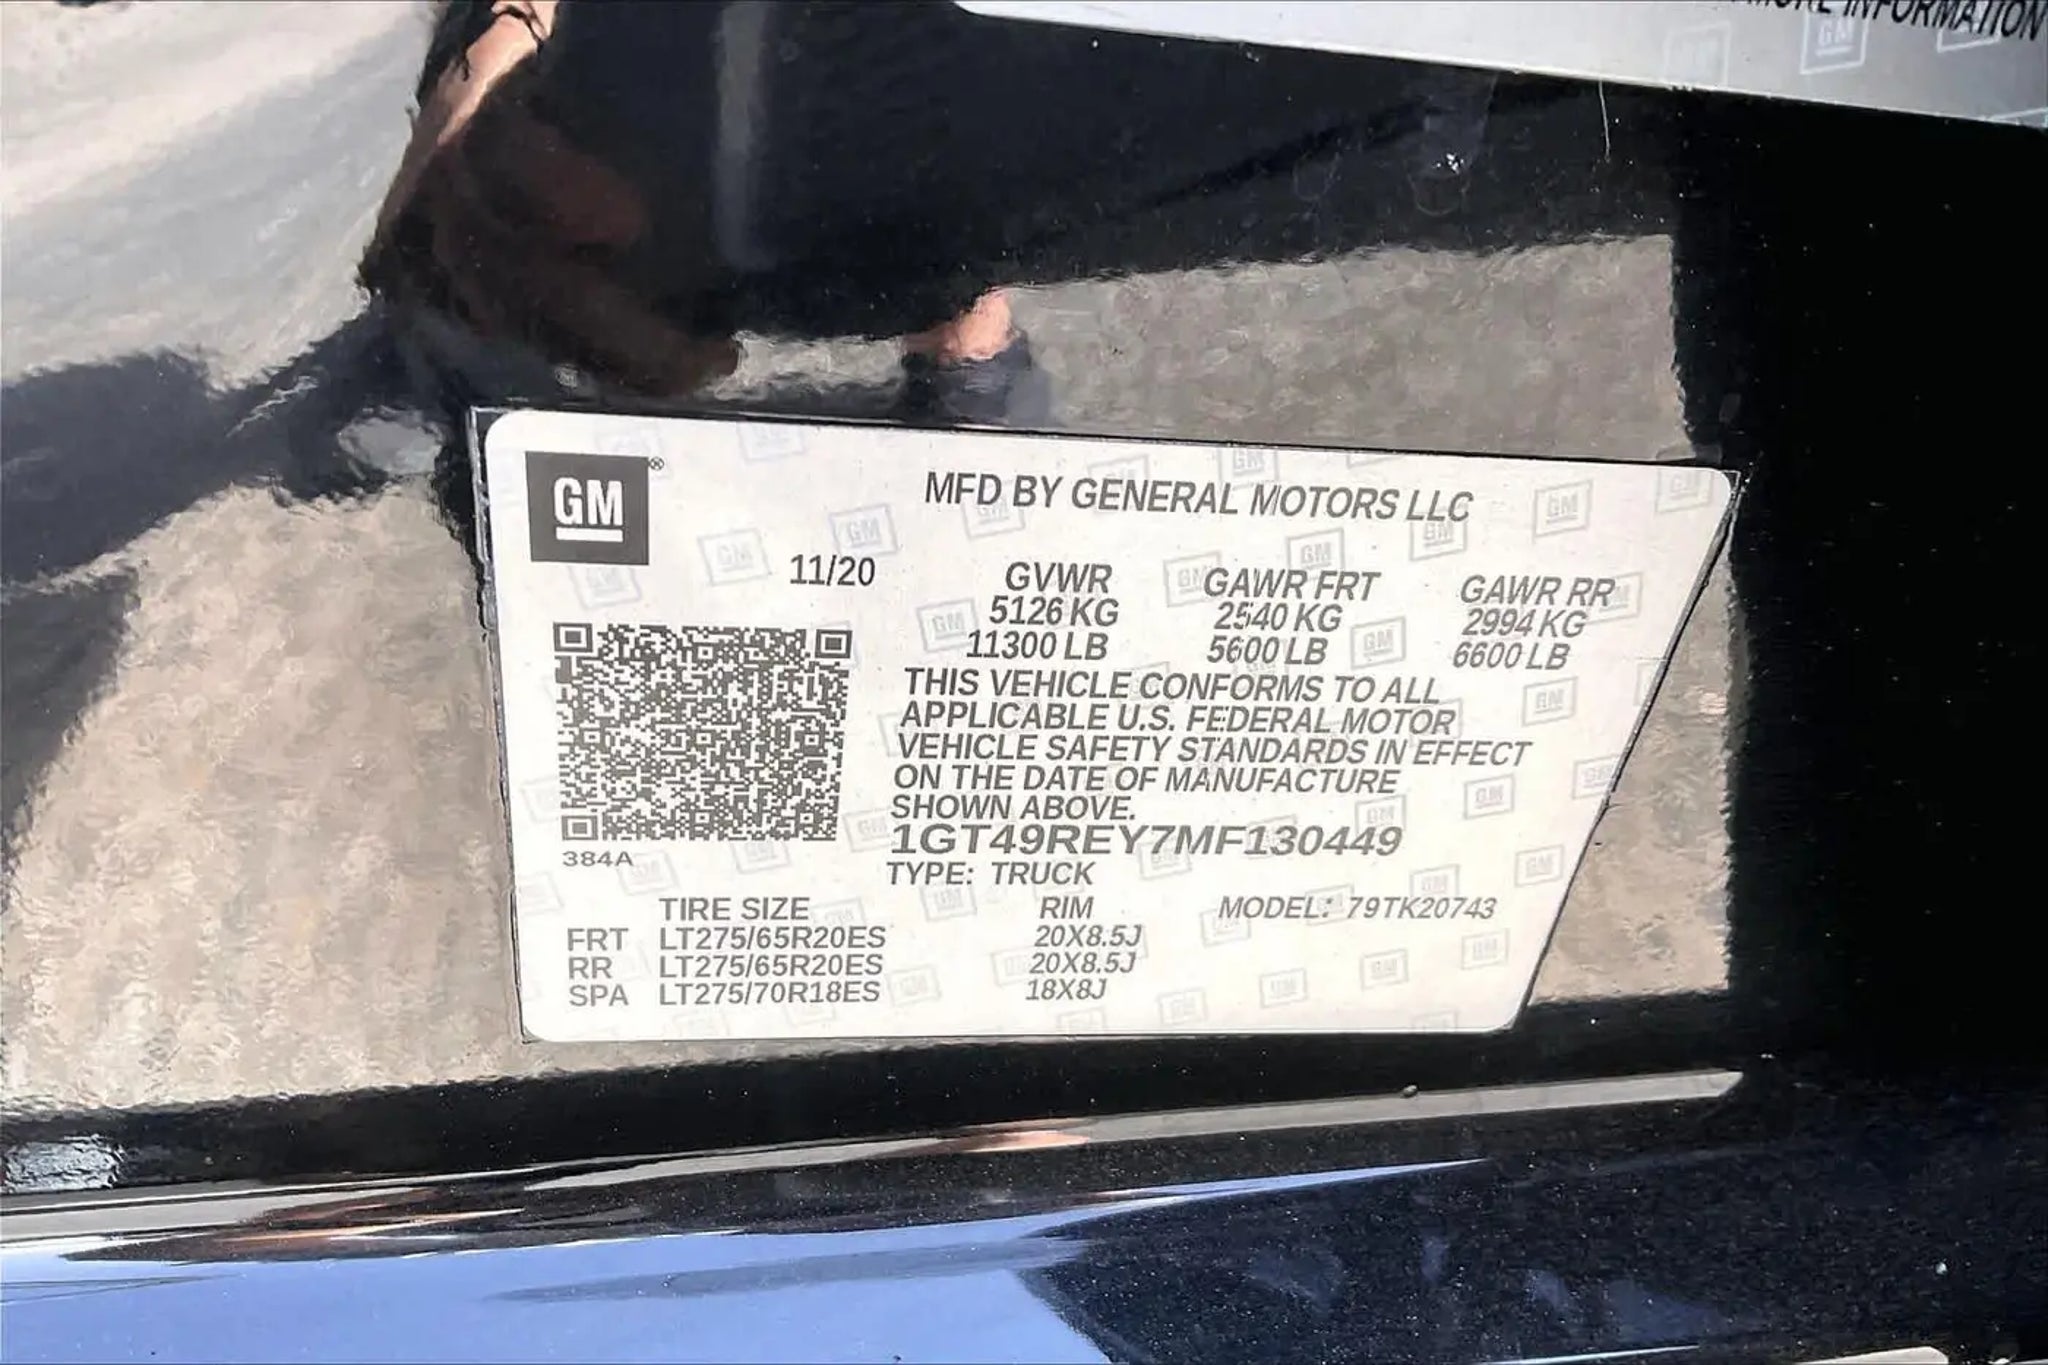 MORE INFORMATION
GM®
MFD BY GENERAL MOTORS LLC
11/20
GVWR GAWR FRT GAWR RR
5126 KG 2540 KG 2994 KG
11300 LB 5600 LB 6600 LB
THIS VEHICLE CONFORMS TO ALL
APPLICABLE U.S. FEDERAL MOTOR
VEHICLE SAFETY STANDARDS IN EFFECT
ON THE DATE OF MANUFACTURE
SHOWN ABOVE.
1GT49REY7MF130449
384A
TYPE: TRUCK
TIRE SIZE RIM MODEL: 79TK20743
FRT LT275/65R20ES 20X8.5J
RR LT275/65R20ES 20X8.5J
SPA LT275/70R18ES 18X8J